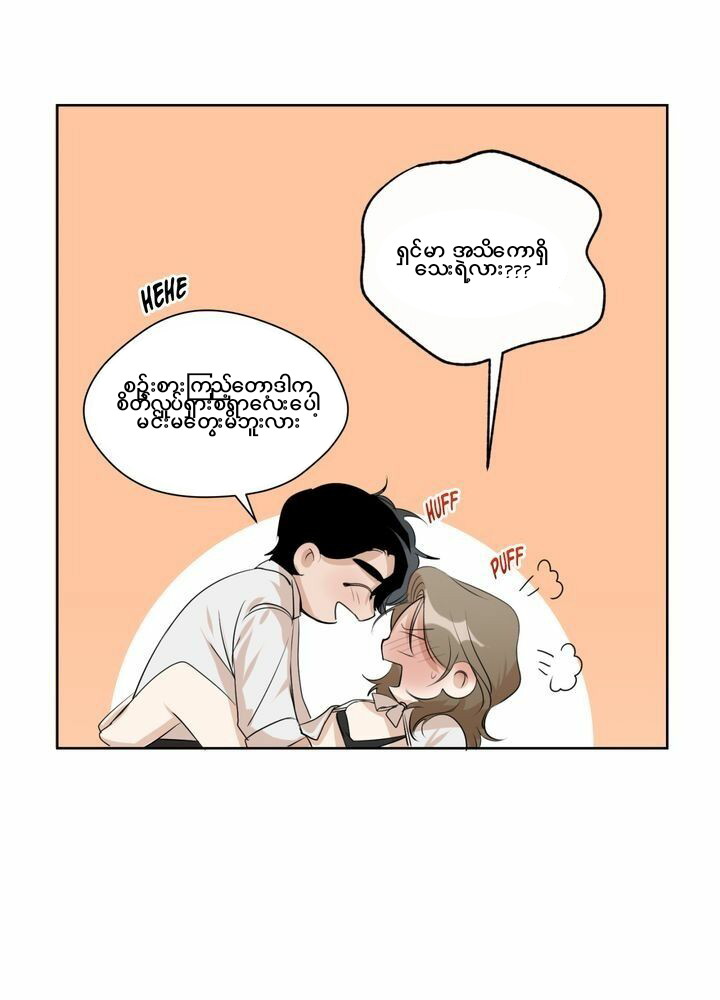 ရှင်မာ အသိကောရှိ
သေးရဲ့လား???
HEHE
စဉ်းစားကြည့်တော့ဒါက
စိတ်လှုပ်ရှားစရာလေးပေါ့
မင်းမတွေးမိဘူးလား
HUFF
PUFF